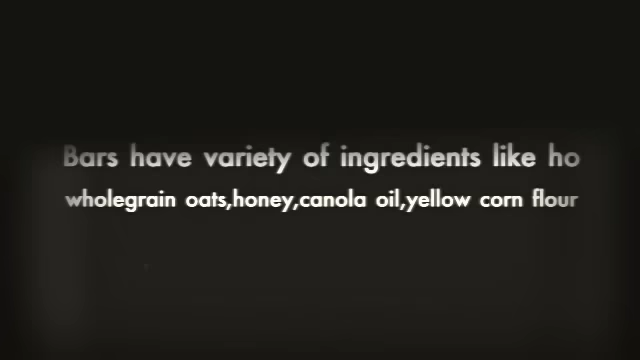 Bars have variety of ingredients like ho
wholegrain oats,honey,canola oil,yellow corn flour